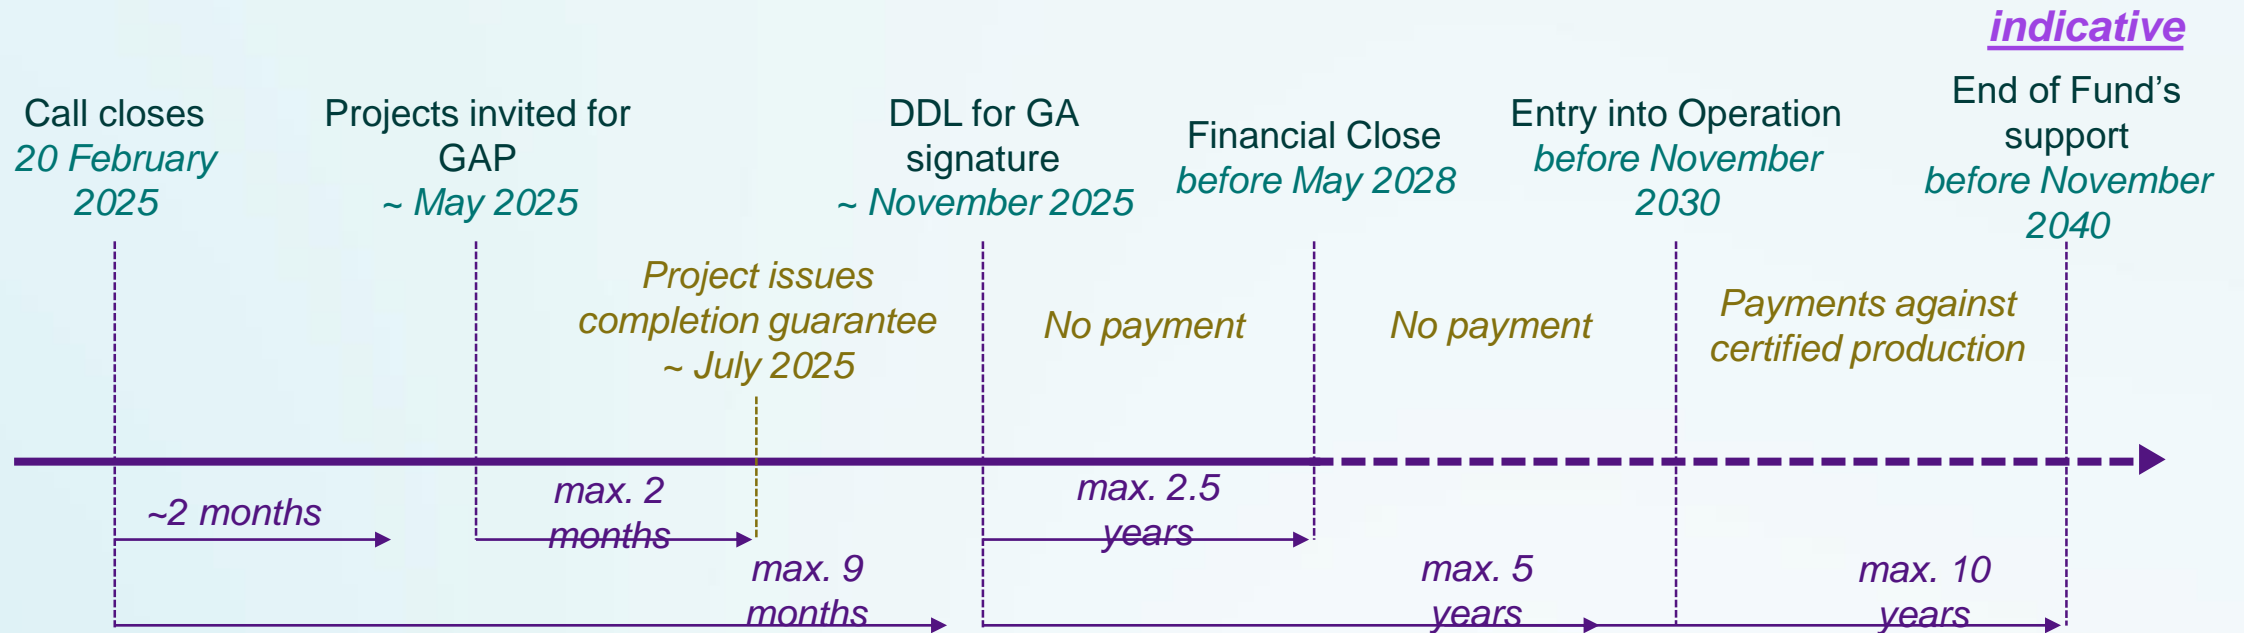 indicative
Call closes
20 February
2025
Projects invited for
GAP
~ May 2025
DDL for GA
signature
~ November 2025
Financial Close
before May 2028
Entry into Operation
before November
2030
End of Fund's
support
before November
2040
Project issues
completion guarantee
~ July 2025
No payment
No payment
Payments against
certified production
~2 months
max. 2
months
max. 2.5
years
max. 9
months
max. 5
years
max. 10
years